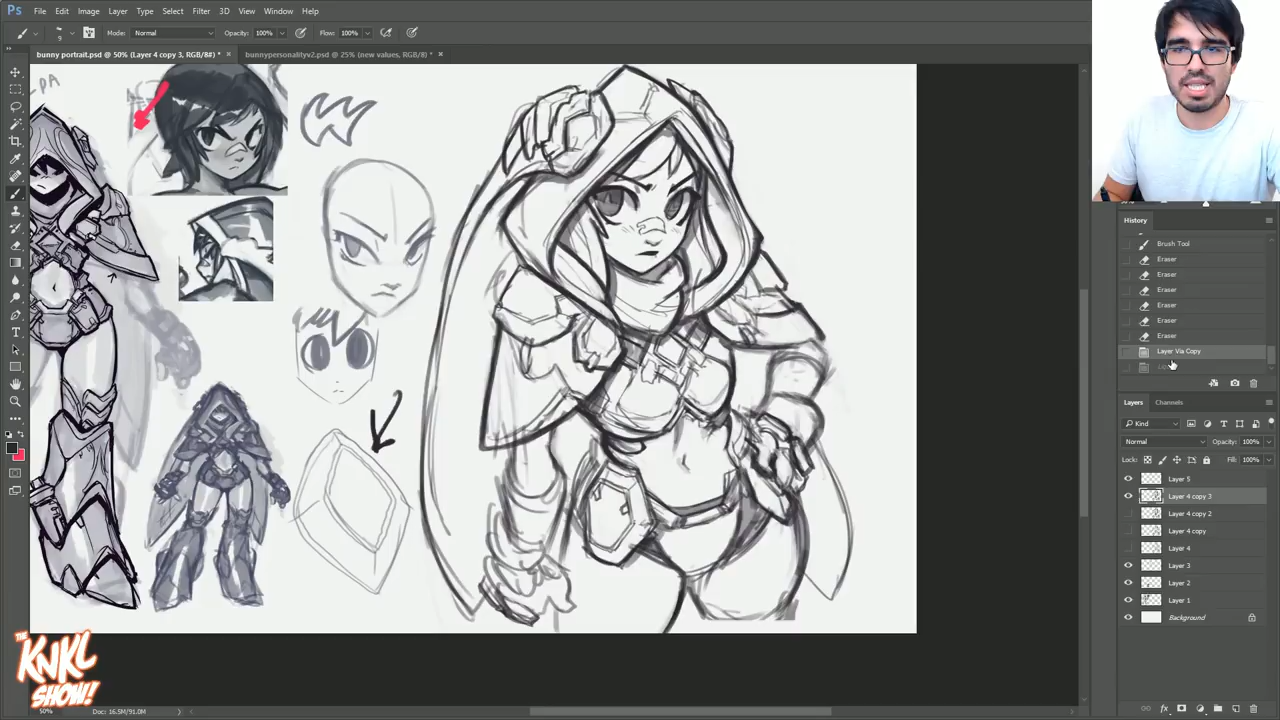 Ps File Edit Image Layer Type Select Filter 3D View Window Help
9 Mode: Normal Opacity: 100% Flow: 100%
bunny portrait.psd @ 50% (Layer 4 copy 3, RGB/8#) * × bunnypersonalityv2.psd @ 25% (new values, RGB/8) * ×
History
Brush Tool
Eraser
Eraser
Eraser
Eraser
Eraser
Eraser
Layer Via Copy
Layers Channels
Kind
Normal Opacity: 100%
Lock: Fill: 100%
Layer 5
Layer 4 copy 3
Layer 4 copy 2
Layer 4 copy
Layer 4
Layer 3
Layer 2
Layer 1
Background
fx
THE
KNKL
SHOW!
50% Doc: 16.5M/91.0M